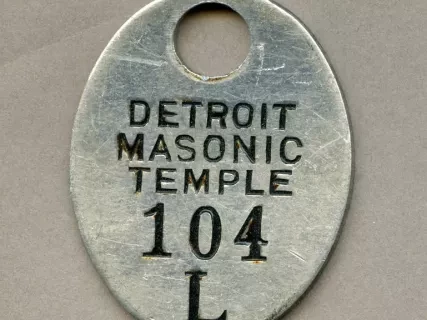 DETROIT
MASONIC
TEMPLE
104
L